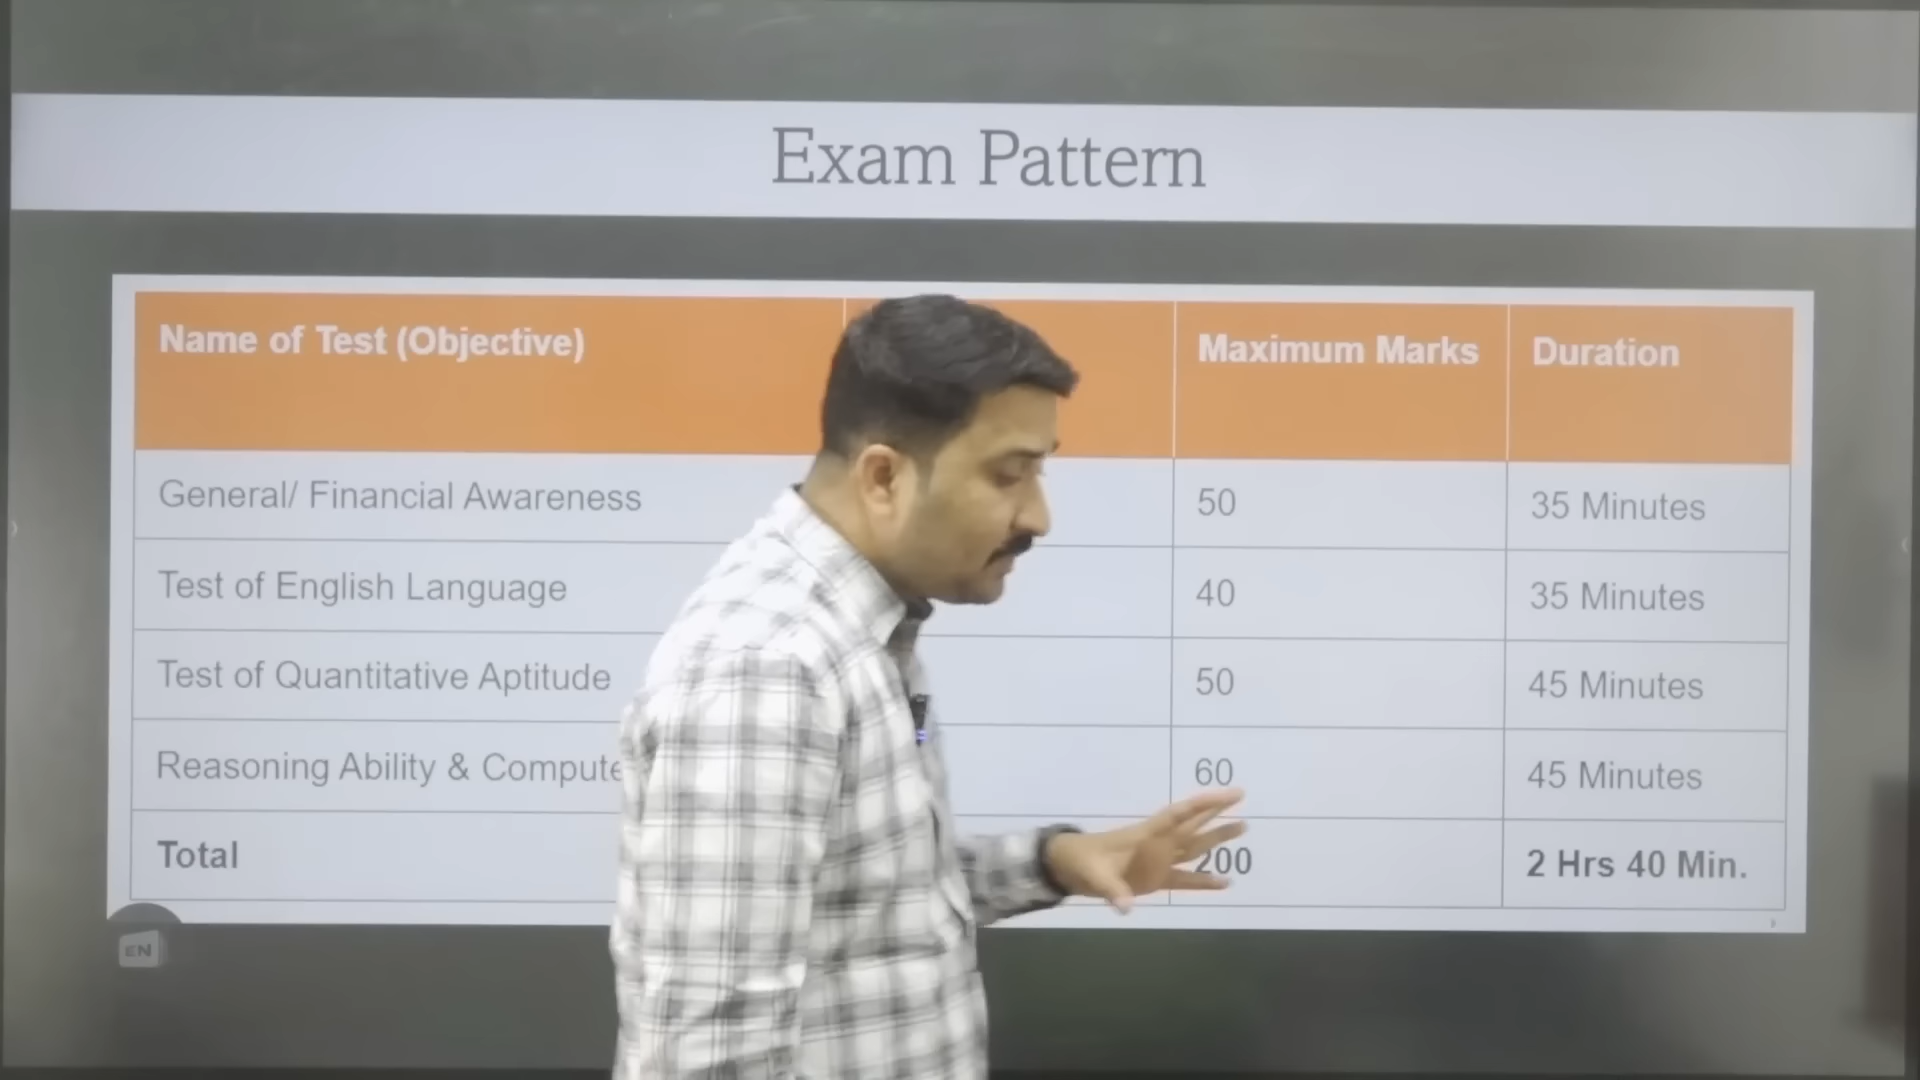 Exam Pattern
Name of Test (Objective) Maximum Marks Duration
General/ Financial Awareness 50 35 Minutes
Test of English Language 40 35 Minutes
Test of Quantitative Aptitude 50 45 Minutes
Reasoning Ability & 60 45 Minutes
Total 200 2 Hrs 40 Min.
EN